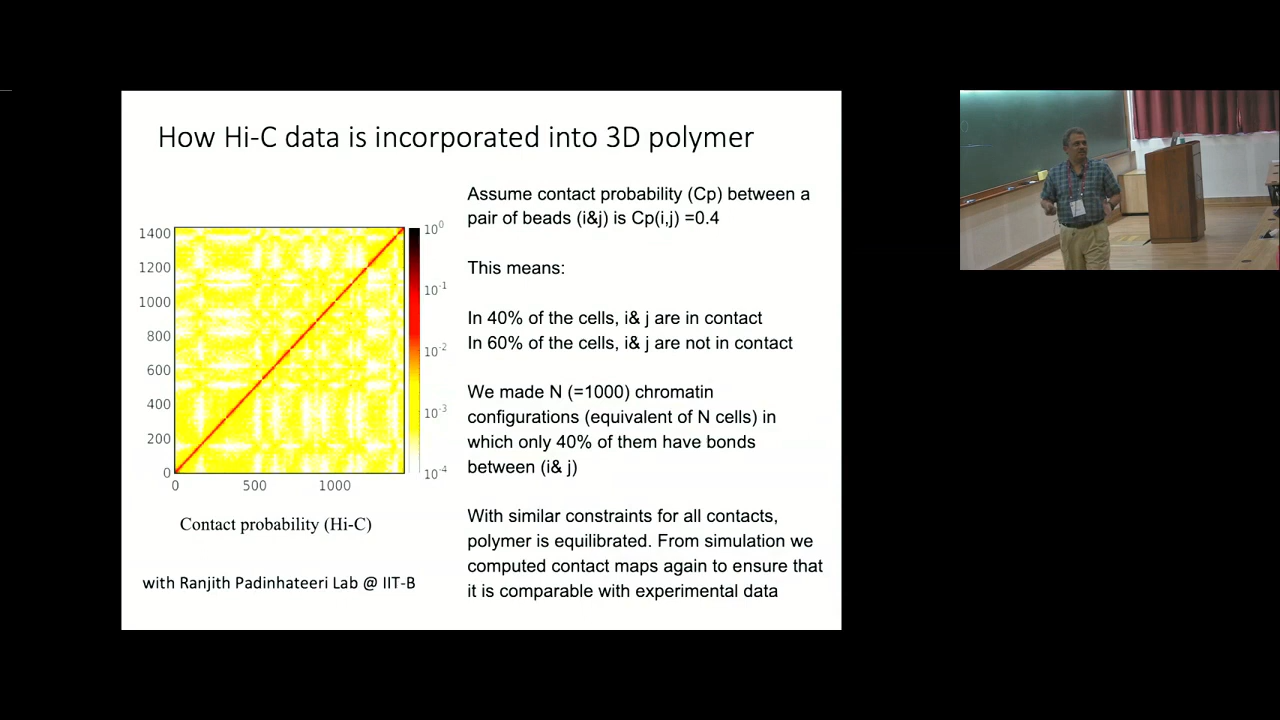 How Hi-C data is incorporated into 3D polymer
Assume contact probability (Cp) between a
pair of beads (i&j) is Cp(i,j) =0.4
This means:
In 40% of the cells, i& j are in contact
In 60% of the cells, i& j are not in contact
We made N (=1000) chromatin
configurations (equivalent of N cells) in
which only 40% of them have bonds
between (i& j)
With similar constraints for all contacts,
polymer is equilibrated. From simulation we
computed contact maps again to ensure that
it is comparable with experimental data
1400
1200
1000
800
600
400
200
0
0 500 1000
10^0
10^-1
10^-2
10^-3
10^-4
Contact probability (Hi-C)
with Ranjith Padinhateeri Lab @ IIT-B